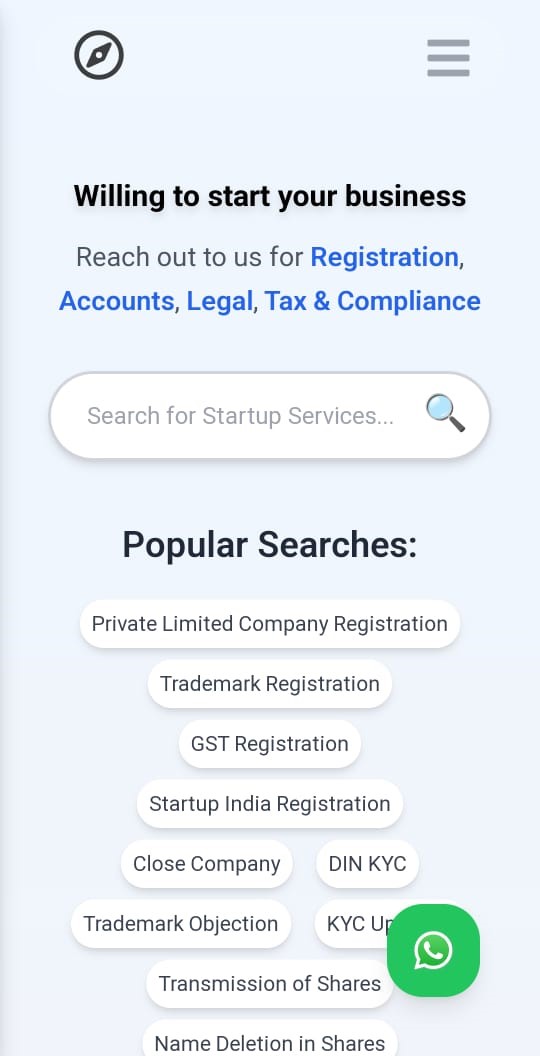 Willing to start your business
Reach out to us for Registration,
Accounts, Legal, Tax & Compliance
Search for Startup Services...
Popular Searches:
Private Limited Company Registration
Trademark Registration
GST Registration
Startup India Registration
Close Company DIN KYC
Trademark Objection KYC
Transmission of Shares
Name Deletion in Shares